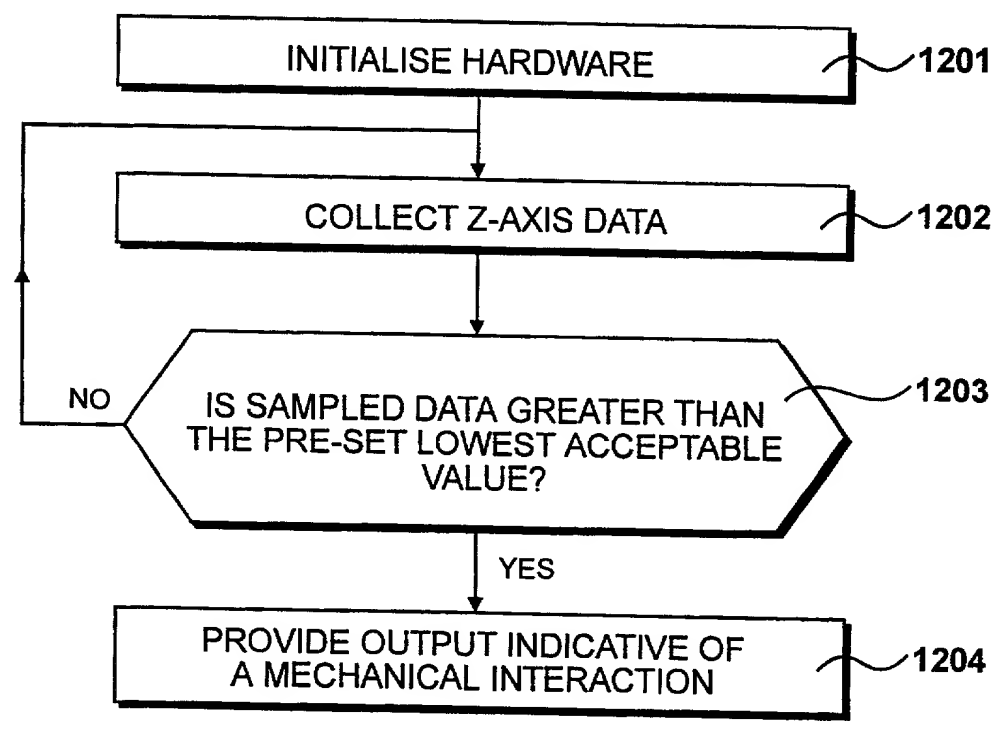 INITIALISE HARDWARE
1201
COLLECT Z-AXIS DATA
1202
IS SAMPLED DATA GREATER THAN
THE PRE-SET LOWEST ACCEPTABLE
VALUE?
1203
NO
YES
PROVIDE OUTPUT INDICATIVE OF
A MECHANICAL INTERACTION
1204